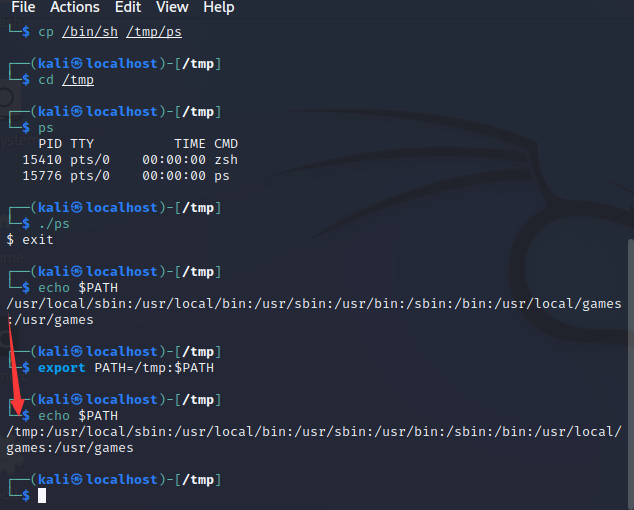 File Actions Edit View Help
└─$ cp /bin/sh /tmp/ps
┌──(kali㉿localhost)-[/tmp]
└─$ cd /tmp
┌──(kali㉿localhost)-[/tmp]
└─$ ps
    PID TTY          TIME CMD
  15410 pts/0    00:00:00 zsh
  15776 pts/0    00:00:00 ps
┌──(kali㉿localhost)-[/tmp]
└─$ ./ps
$ exit
┌──(kali㉿localhost)-[/tmp]
└─$ echo $PATH
/usr/local/sbin:/usr/local/bin:/usr/sbin:/usr/bin:/sbin:/bin:/usr/local/games
:/usr/games
┌──(kali㉿localhost)-[/tmp]
└─$ export PATH=/tmp:$PATH
┌──(kali㉿localhost)-[/tmp]
└─$ echo $PATH
/tmp:/usr/local/sbin:/usr/local/bin:/usr/sbin:/usr/bin:/sbin:/bin:/usr/local/
games:/usr/games
┌──(kali㉿localhost)-[/tmp]
└─$